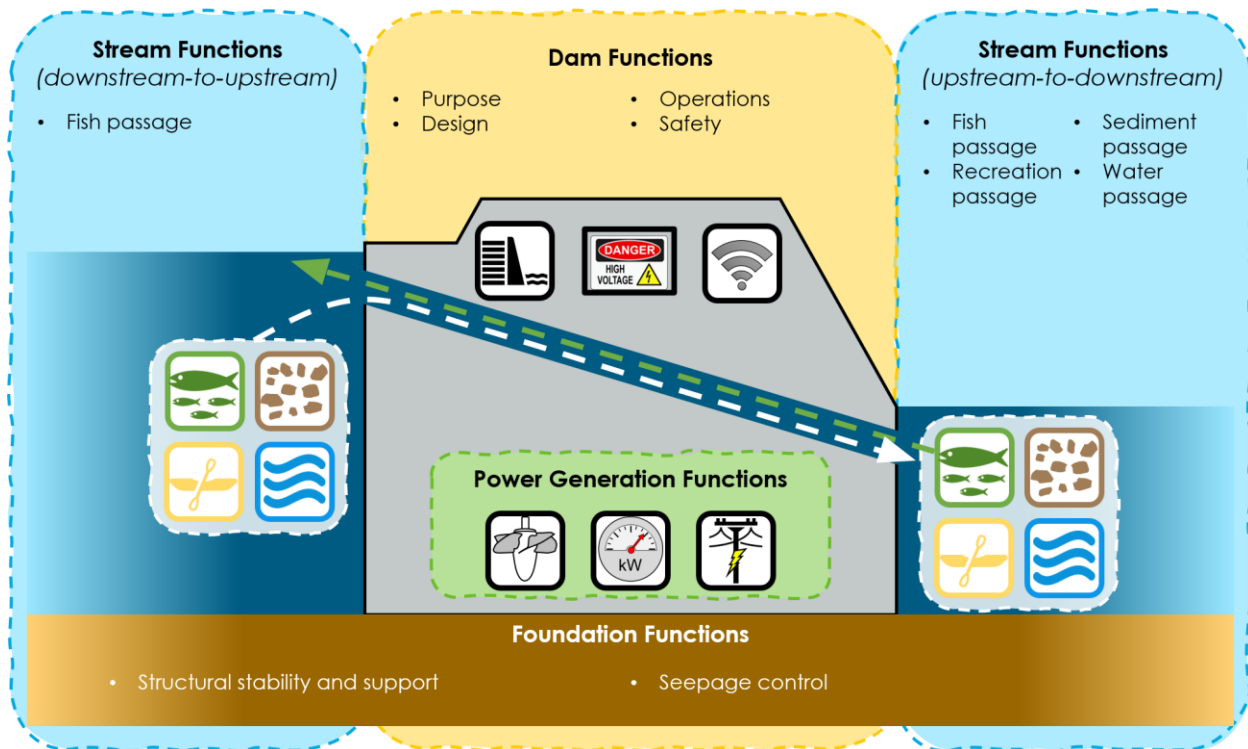 Stream Functions
(downstream-to-upstream)
• Fish passage
Dam Functions
• Purpose
• Design
• Operations
• Safety
Stream Functions
(upstream-to-downstream)
• Fish
passage
• Recreation
passage
• Sediment
passage
• Water
passage
DANGER
HIGH
VOLTAGE
Power Generation Functions
kW
Foundation Functions
• Structural stability and support
• Seepage control